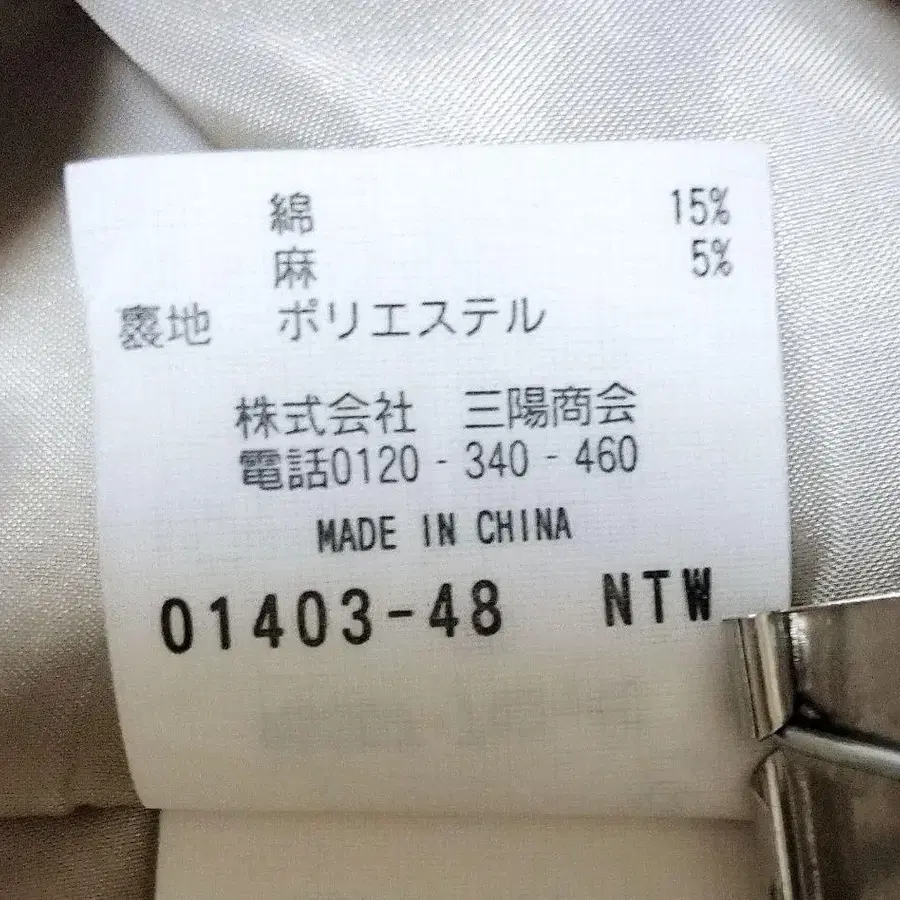 綿 15%
麻 5%
裏地 ポリエステル
株式会社 三陽商会
電話0120-340-460
MADE IN CHINA
01403-48 NTW